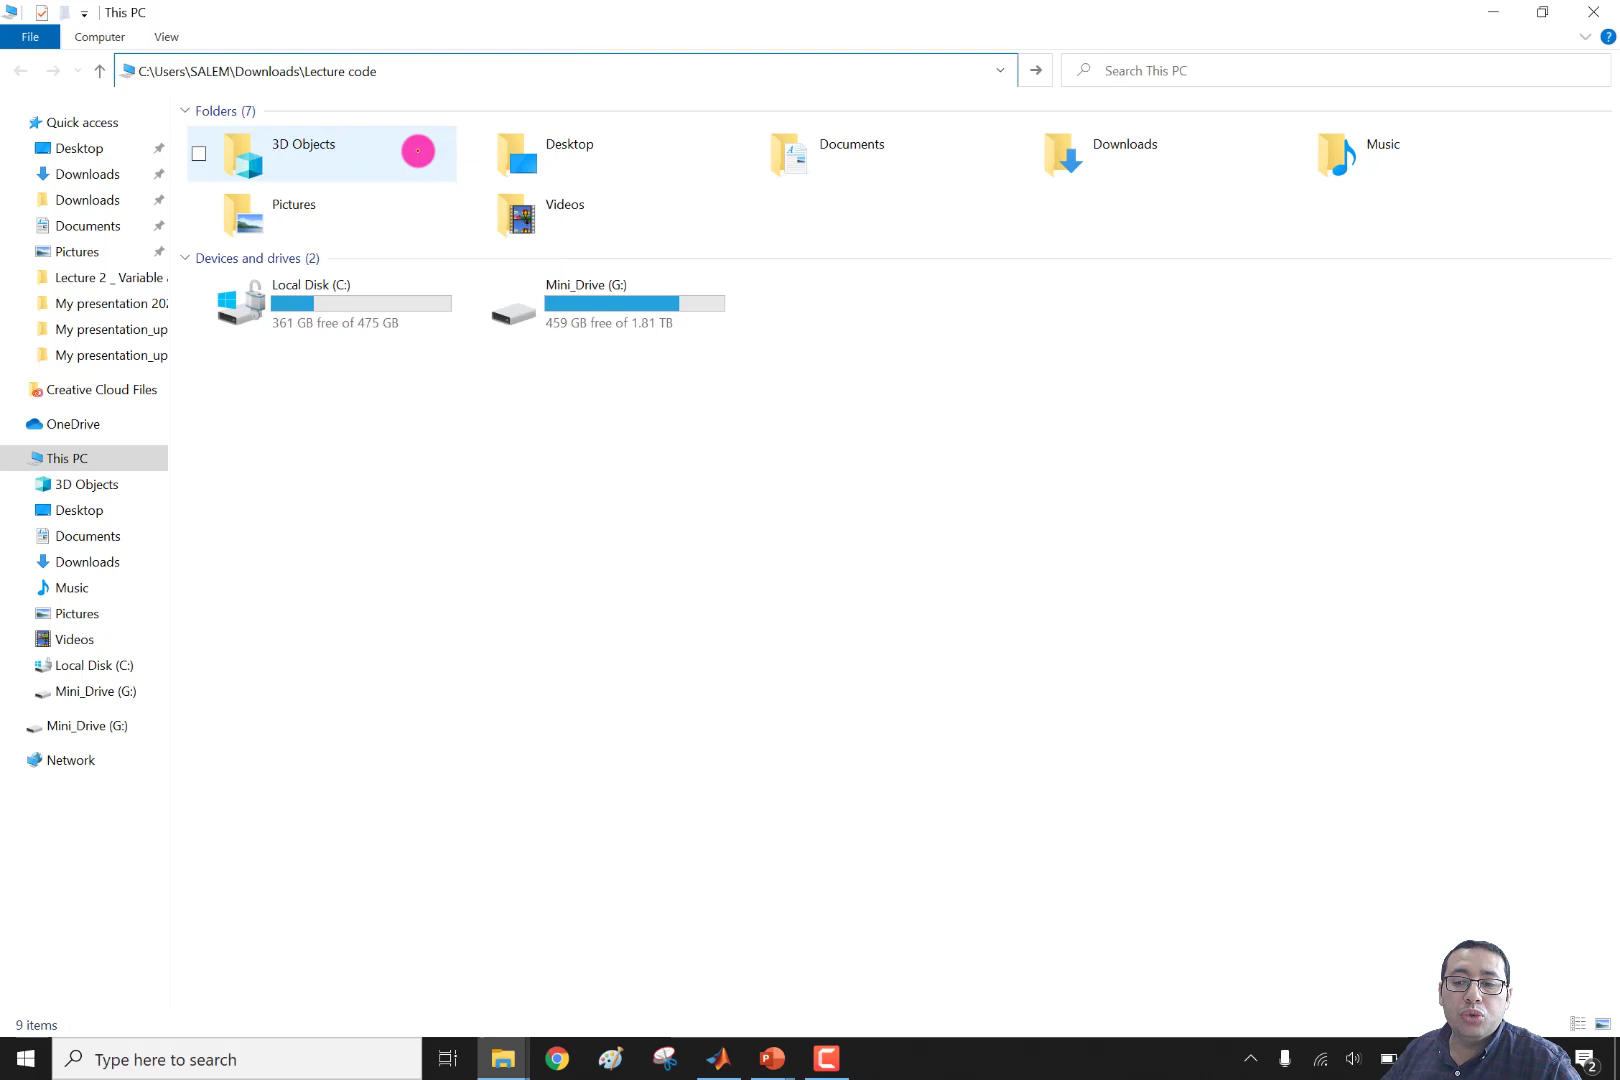 This PC
File
Computer
View
C:\Users\SALEM\Downloads\Lecture code
Search This PC
Quick access
Desktop
Downloads
Downloads
Documents
Pictures
Lecture 2 _ Variable a
My presentation 202
My presentation_up
My presentation_up
Creative Cloud Files
OneDrive
This PC
3D Objects
Desktop
Documents
Downloads
Music
Pictures
Videos
Local Disk (C:)
Mini_Drive (G:)
Mini_Drive (G:)
Network
Folders (7)
3D Objects
Desktop
Documents
Downloads
Music
Pictures
Videos
Devices and drives (2)
Local Disk (C:)
361 GB free of 475 GB
Mini_Drive (G:)
459 GB free of 1.81 TB
9 items
Type here to search
2